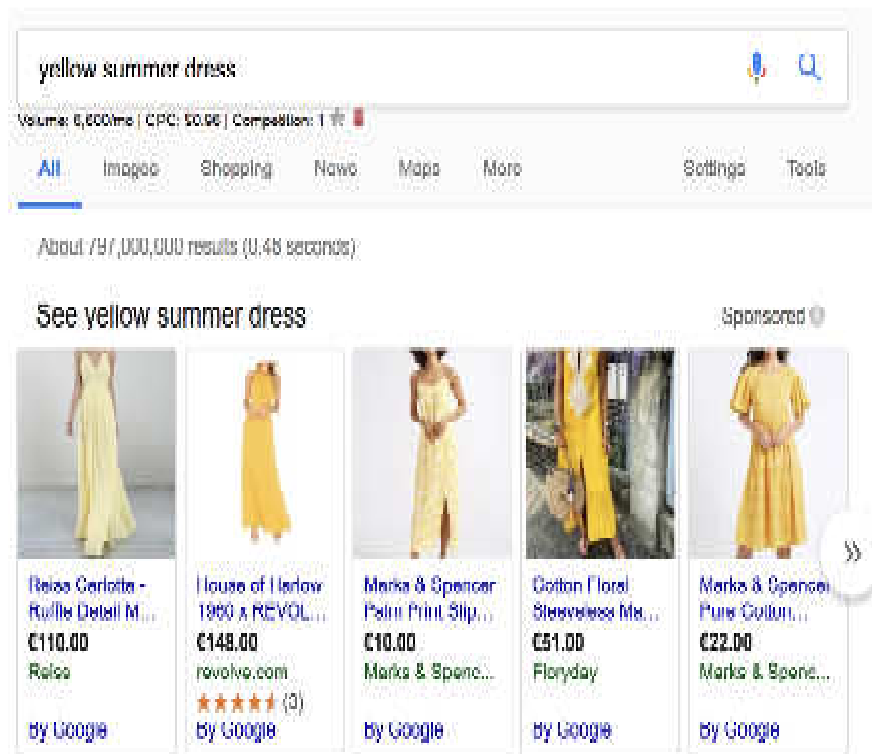 yellow summer dress
Volume: 6,600/mo | CPC: $0.96 | Competition: 1
All Images Shopping News Maps More Settings Tools
About 797,000,000 results (0.46 seconds)
See yellow summer dress Sponsored
Reiss Carlotta - House of Harlow Marks & Spencer Cotton Floral Marks & Spencer
Ruffle Detail M... 1960 x REVOL... Palm Print Slip... Sleeveless Ma... Pure Cotton...
€110.00 €148.00 €10.00 €51.00 €22.00
Reiss revolve.com Marks & Spenc... Floryday Marks & Spenc...
(3)
By Google By Google By Google By Google By Google